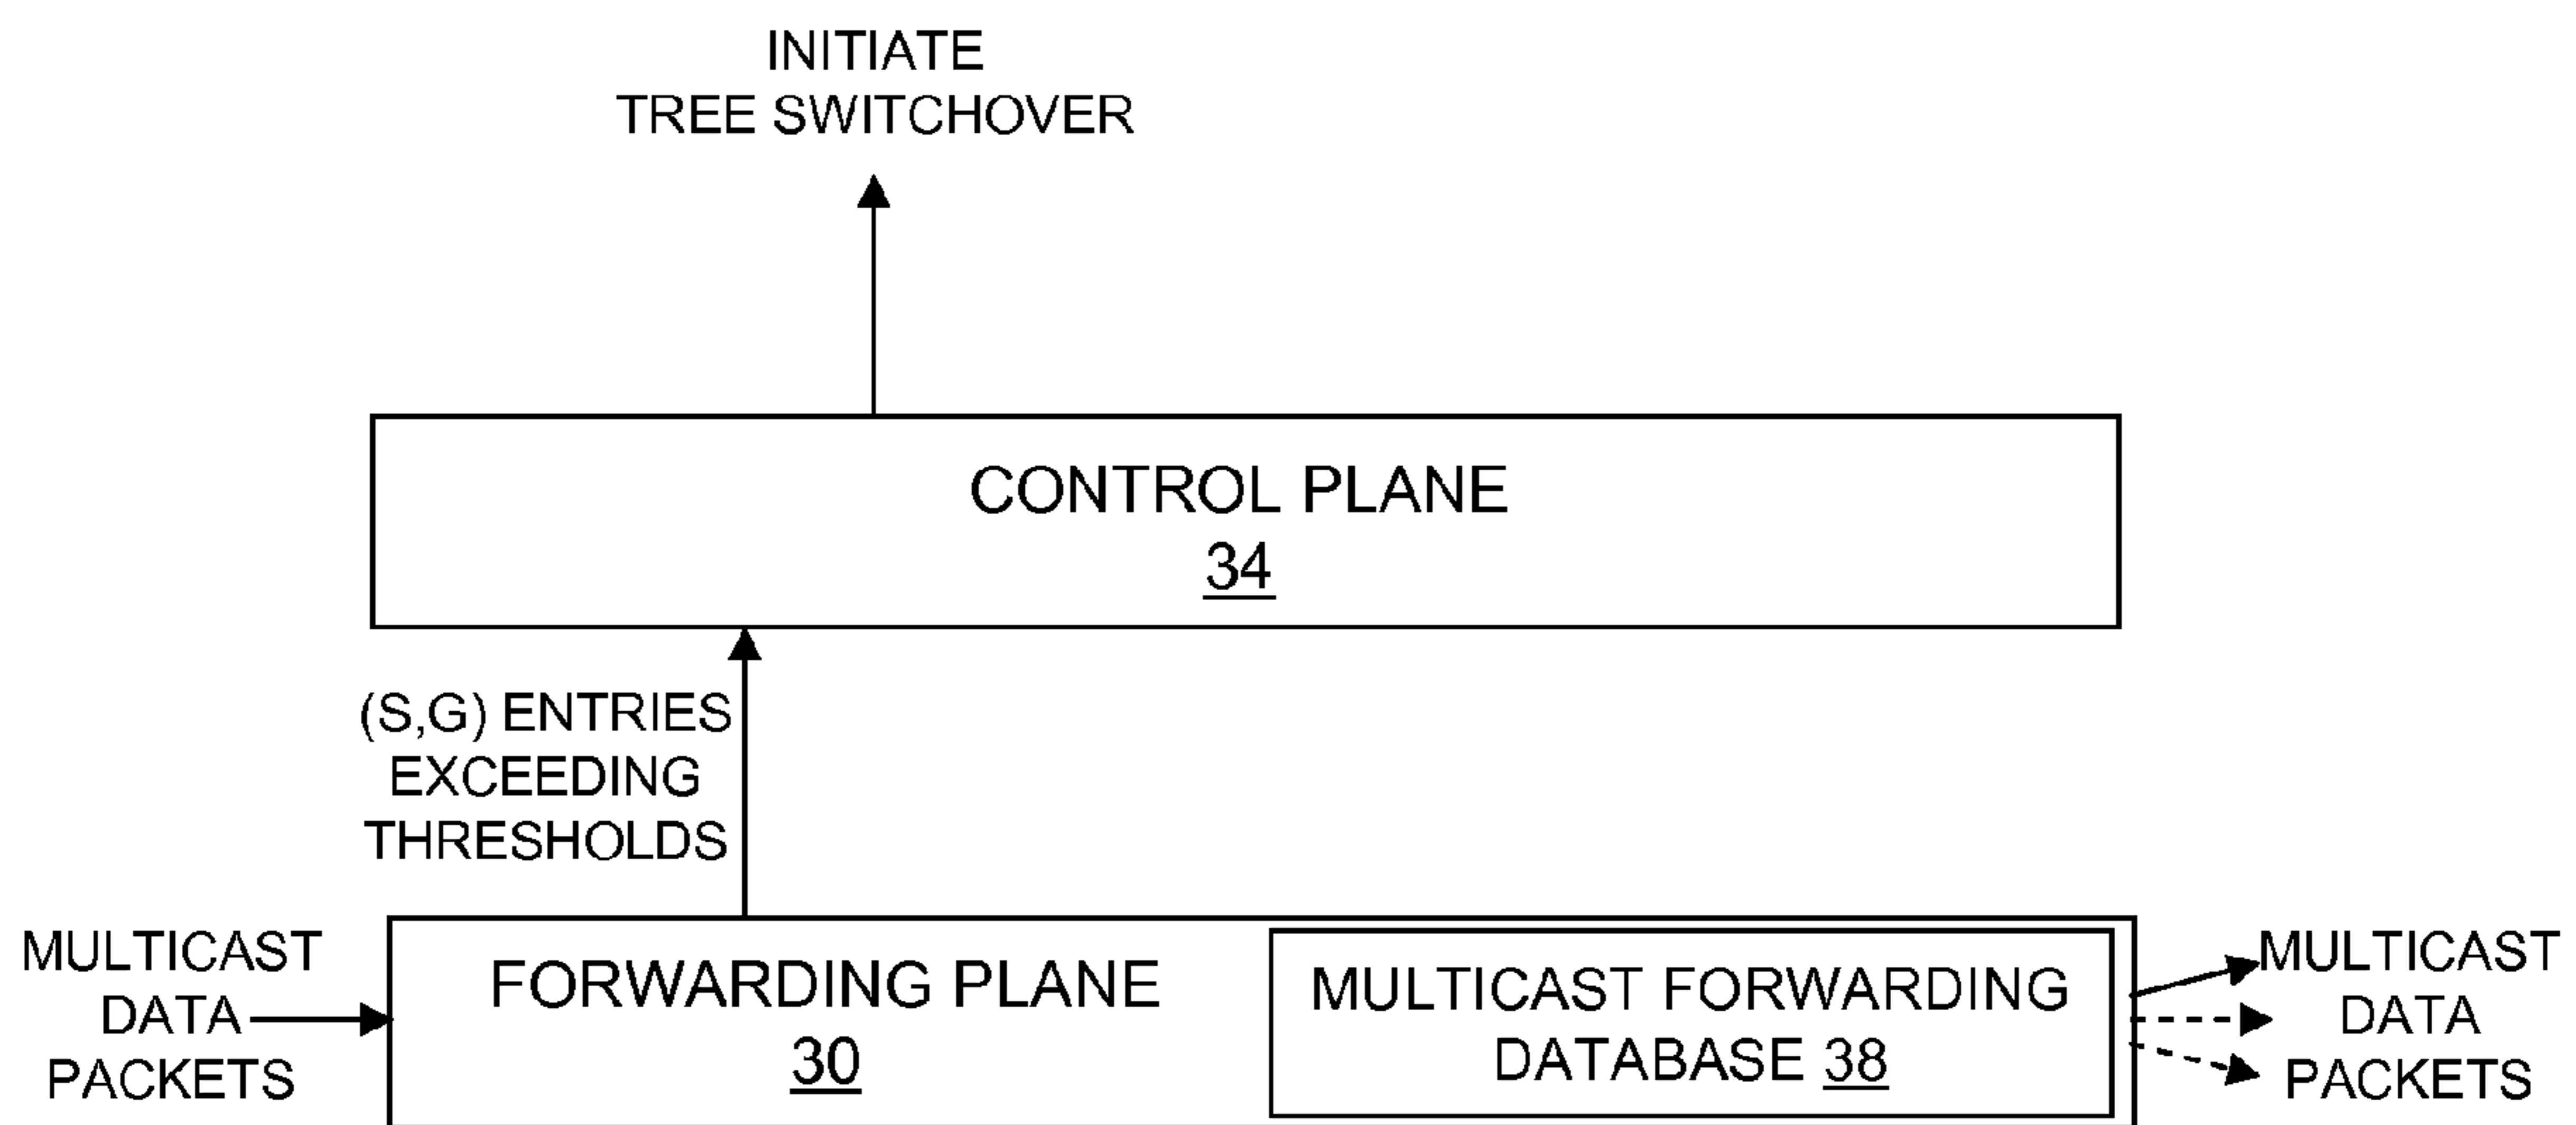 INITIATE
TREE SWITCHOVER
CONTROL PLANE
34
(S,G) ENTRIES
EXCEEDING
THRESHOLDS
MULTICAST
DATA
PACKETS
FORWARDING PLANE
30
MULTICAST FORWARDING
DATABASE 38
MULTICAST
DATA
PACKETS